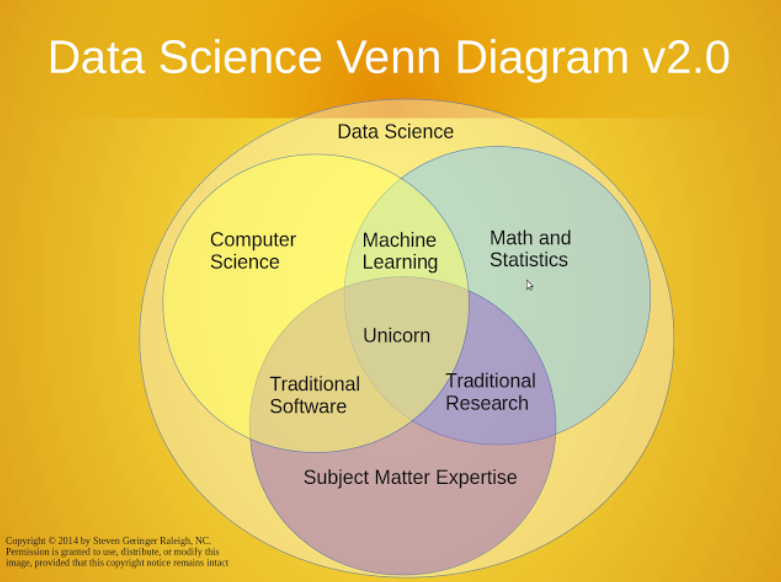 Data Science Venn Diagram v2.0
Data Science
Computer
Science
Machine
Learning
Math and
Statistics
Unicorn
Traditional
Software
Traditional
Research
Subject Matter Expertise
Copyright © 2014 by Steven Geringer Raleigh, NC.
Permission is granted to use, distribute, or modify this
image, provided that this copyright notice remains intact